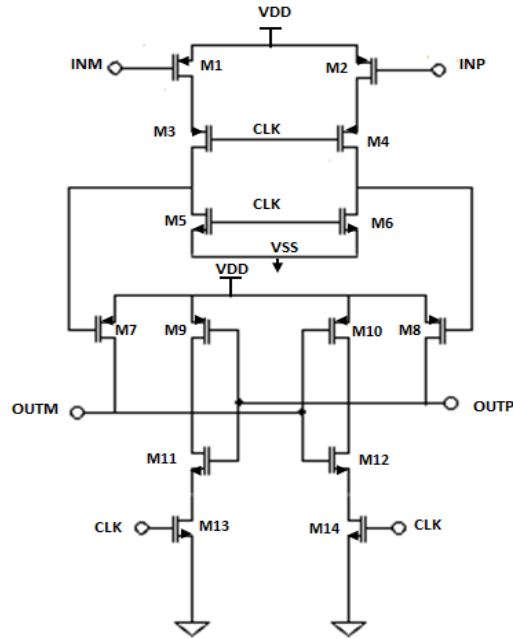 VDD
INM M1 M2 INP
M3 CLK M4
M5 CLK M6
VSS
VDD
M7 M9 M10 M8
OUTM OUTP
M11 M12
CLK M13 M14 CLK